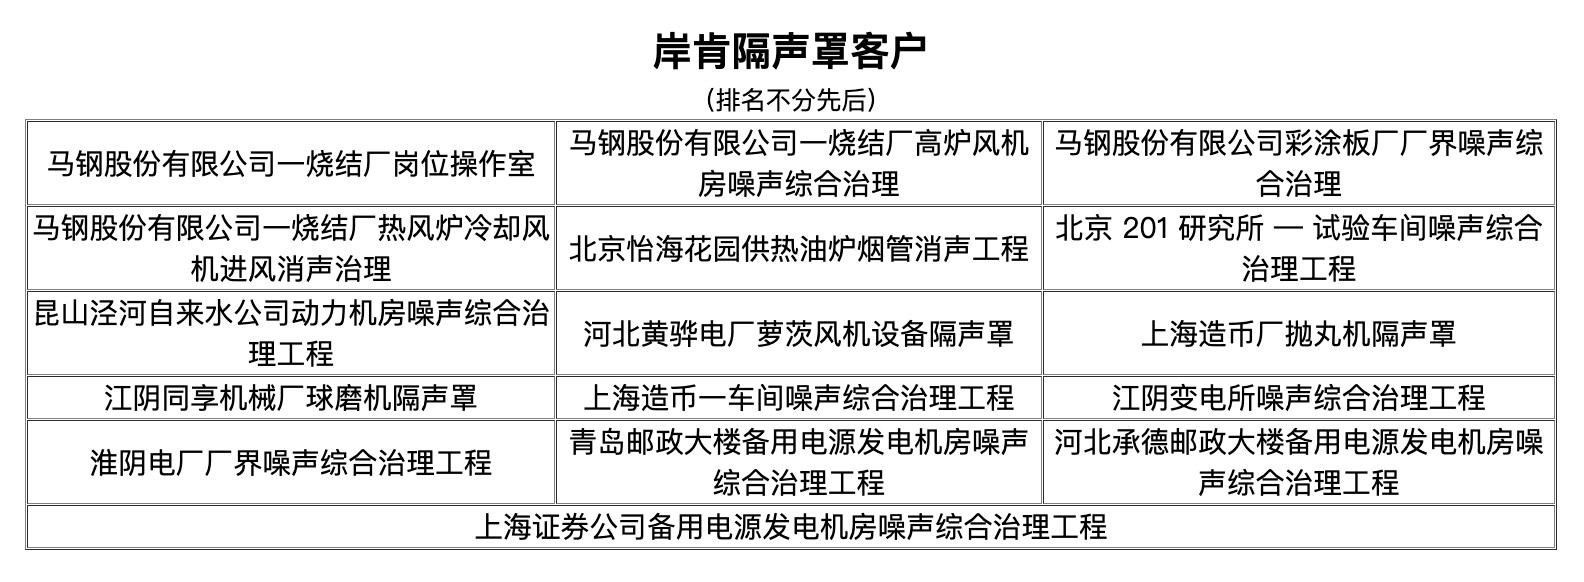 岸肯隔声罩客户
（排名不分先后）
马钢股份有限公司一烧结厂岗位操作室
马钢股份有限公司一烧结厂高炉风机
房噪声综合治理
马钢股份有限公司彩涂板厂厂界噪声综
合治理
马钢股份有限公司一烧结厂热风炉冷却风
机进风消声治理
北京怡海花园供热油炉烟管消声工程
北京 201 研究所 — 试验车间噪声综合
治理工程
昆山泾河自来水公司动力机房噪声综合治
理工程
河北黄骅电厂萝茨风机设备隔声罩
上海造币厂抛丸机隔声罩
江阴同享机械厂球磨机隔声罩
上海造币一车间噪声综合治理工程
江阴变电所噪声综合治理工程
淮阴电厂厂界噪声综合治理工程
青岛邮政大楼备用电源发电机房噪声
综合治理工程
河北承德邮政大楼备用电源发电机房噪
声综合治理工程
上海证券公司备用电源发电机房噪声综合治理工程